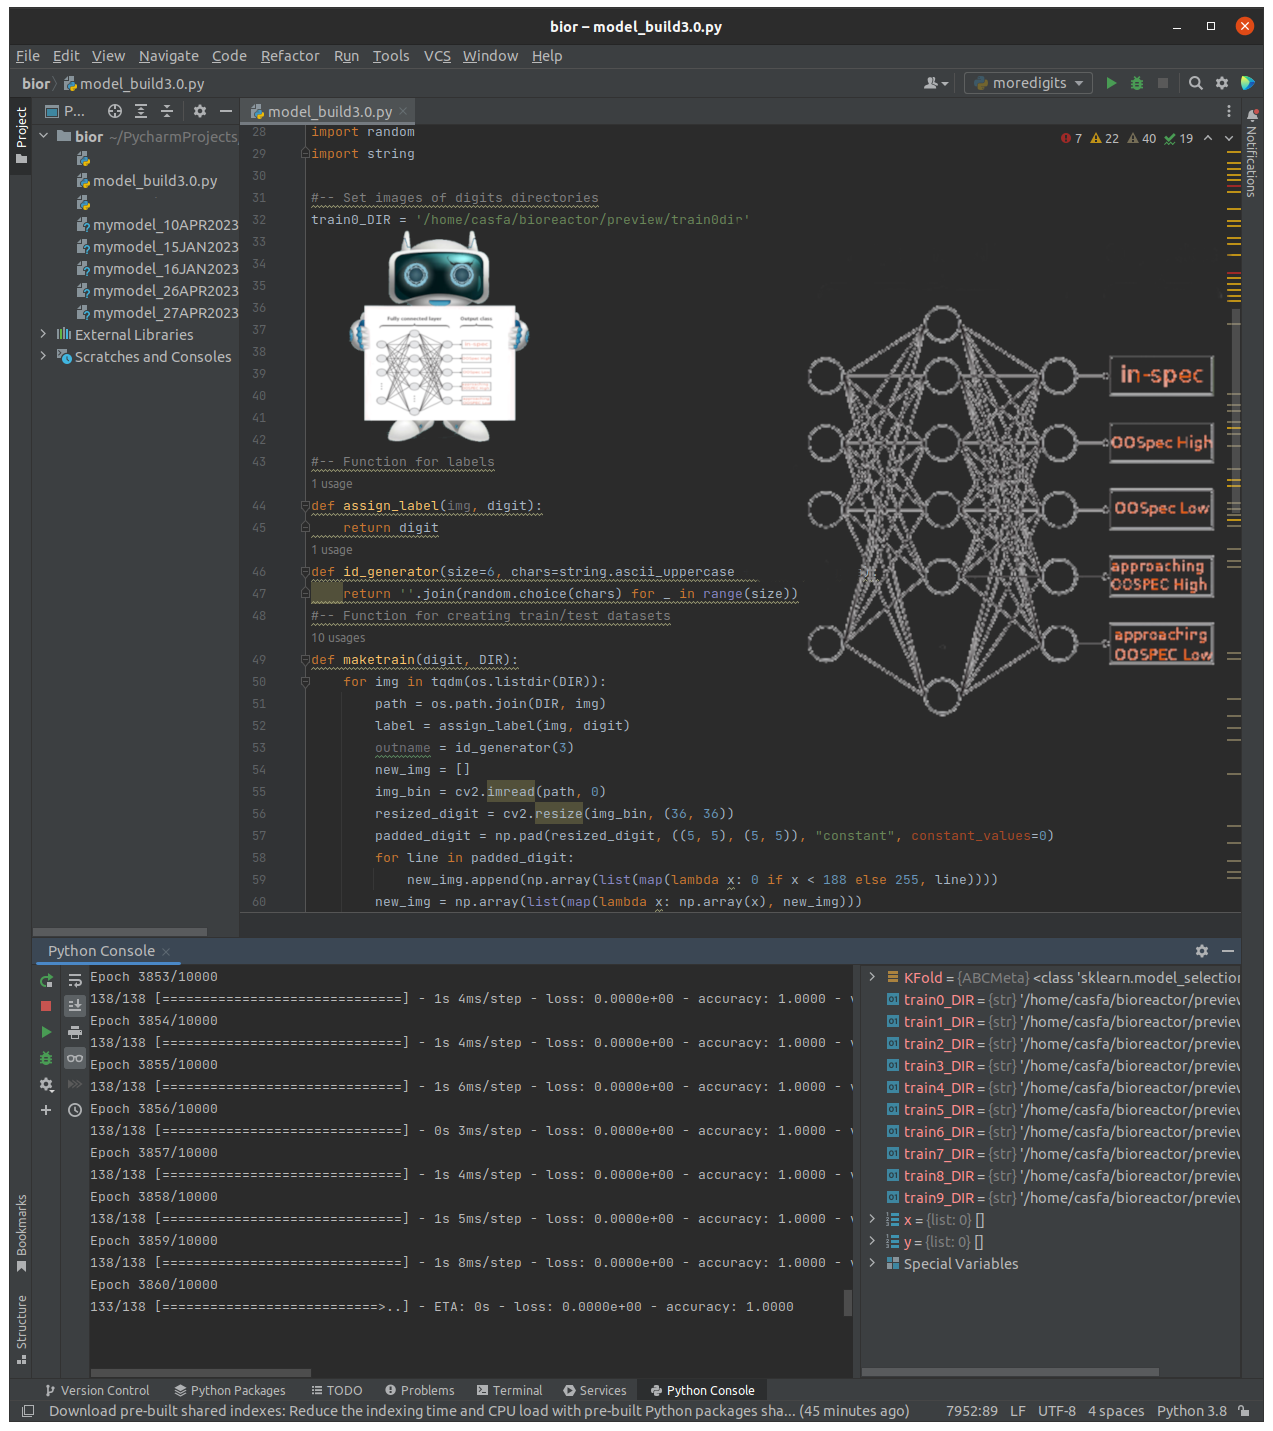 bior – model_build3.0.py
File Edit View Navigate Code Refactor Run Tools VCS Window Help
bior model_build3.0.py
moredigits
Project
P...
model_build3.0.py
bior ~/PycharmProjects
model_build3.0.py
mymodel_10APR2023
mymodel_15JAN2023
mymodel_16JAN2023
mymodel_26APR2023
mymodel_27APR2023
External Libraries
Scratches and Consoles
7 22 40 19
Notifications
28 import random
29 import string
30
31 #-- Set images of digits directories
32 train0_DIR = '/home/casfa/bioreactor/preview/train0dir'
33
34
35
36
37
38
39
40
41
42
Fully connected layer Output class
in-spec
OOSpec High
OOSpec Low
approaching
OOSPEC High
approaching
OOSPEC Low
43 #-- Function for labels
1 usage
44 def assign_label(img, digit):
45 return digit
1 usage
46 def id_generator(size=6, chars=string.ascii_uppercase
47 return ''.join(random.choice(chars) for _ in range(size))
48 #-- Function for creating train/test datasets
10 usages
49 def maketrain(digit, DIR):
50 for img in tqdm(os.listdir(DIR)):
51 path = os.path.join(DIR, img)
52 label = assign_label(img, digit)
53 outname = id_generator(3)
54 new_img = []
55 img_bin = cv2.imread(path, 0)
56 resized_digit = cv2.resize(img_bin, (36, 36))
57 padded_digit = np.pad(resized_digit, ((5, 5), (5, 5)), "constant", constant_values=0)
58 for line in padded_digit:
59 new_img.append(np.array(list(map(lambda x: 0 if x < 188 else 255, line))))
60 new_img = np.array(list(map(lambda x: np.array(x), new_img)))
Python Console
Epoch 3853/10000
138/138 [==============================] - 1s 4ms/step - loss: 0.0000e+00 - accuracy: 1.0000 - v
Epoch 3854/10000
138/138 [==============================] - 1s 4ms/step - loss: 0.0000e+00 - accuracy: 1.0000 - v
Epoch 3855/10000
138/138 [==============================] - 1s 6ms/step - loss: 0.0000e+00 - accuracy: 1.0000 - v
Epoch 3856/10000
138/138 [==============================] - 0s 3ms/step - loss: 0.0000e+00 - accuracy: 1.0000 - v
Epoch 3857/10000
138/138 [==============================] - 1s 4ms/step - loss: 0.0000e+00 - accuracy: 1.0000 - v
Epoch 3858/10000
138/138 [==============================] - 1s 5ms/step - loss: 0.0000e+00 - accuracy: 1.0000 - v
Epoch 3859/10000
138/138 [==============================] - 1s 8ms/step - loss: 0.0000e+00 - accuracy: 1.0000 - v
Epoch 3860/10000
133/138 [===========================>..] - ETA: 0s - loss: 0.0000e+00 - accuracy: 1.0000
KFold = {ABCMeta} <class 'sklearn.model_selection
train0_DIR = {str} '/home/casfa/bioreactor/preview
train1_DIR = {str} '/home/casfa/bioreactor/preview
train2_DIR = {str} '/home/casfa/bioreactor/preview
train3_DIR = {str} '/home/casfa/bioreactor/preview
train4_DIR = {str} '/home/casfa/bioreactor/preview
train5_DIR = {str} '/home/casfa/bioreactor/preview
train6_DIR = {str} '/home/casfa/bioreactor/preview
train7_DIR = {str} '/home/casfa/bioreactor/preview
train8_DIR = {str} '/home/casfa/bioreactor/preview
train9_DIR = {str} '/home/casfa/bioreactor/preview
x = {list: 0} []
y = {list: 0} []
Special Variables
Bookmarks
Structure
Version Control Python Packages TODO Problems Terminal Services Python Console
Download pre-built shared indexes: Reduce the indexing time and CPU load with pre-built Python packages sha... (45 minutes ago) 7952:89 LF UTF-8 4 spaces Python 3.8